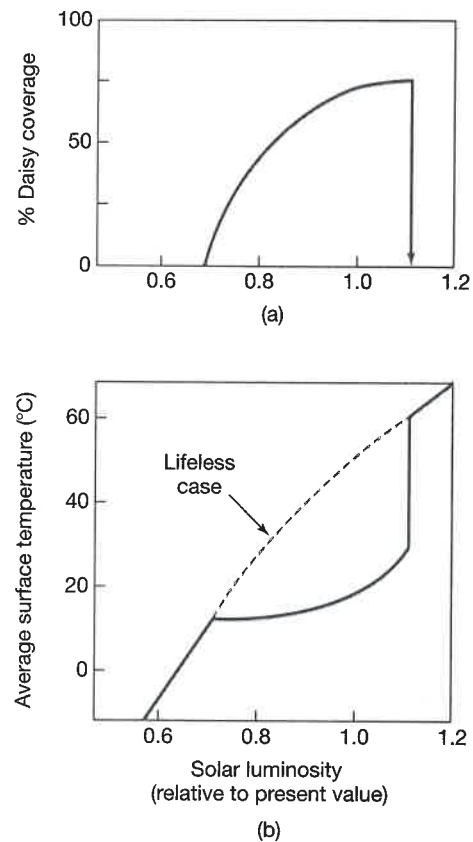 100
50
0
% Daisy coverage
0.6 0.8 1.0 1.2
(a)
60
40
20
0
Average surface temperature (°C)
Lifeless
case
0.6 0.8 1.0 1.2
Solar luminosity
(relative to present value)
(b)